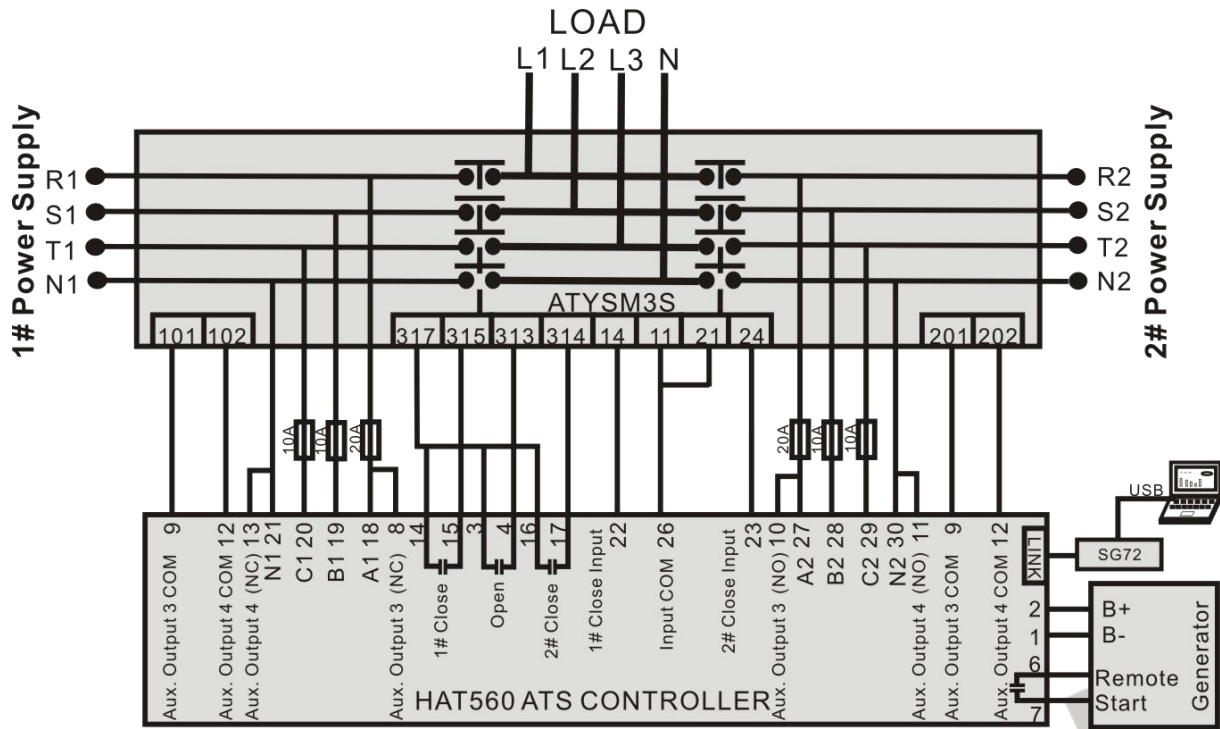 LOAD
L1 L2 L3 N
1# Power Supply
2# Power Supply
R1
S1
T1
N1
R2
S2
T2
N2
ATYSM3S
101 102
317 315 313 314 14 11 21 24
201 202
10A 10A 20A
20A 10A 10A
Aux. Output 3 COM 9
Aux. Output 4 COM 12
Aux. Output 4 (NC) 13
N1 21
C1 20
B1 19
A1 18
Aux. Output 3 (NC) 8
14
1# Close
15
3
Open
4
16
2# Close
17
1# Close Input 22
Input COM 26
2# Close Input 23
Aux. Output 3 (NO) 10
A2 27
B2 28
C2 29
N2 30
Aux. Output 4 (NO) 11
Aux. Output 3 COM 9
Aux. Output 4 COM 12
LINK
2
1
6
7
HAT560 ATS CONTROLLER
USB
SG72
B+
B-
Remote
Start
Generator